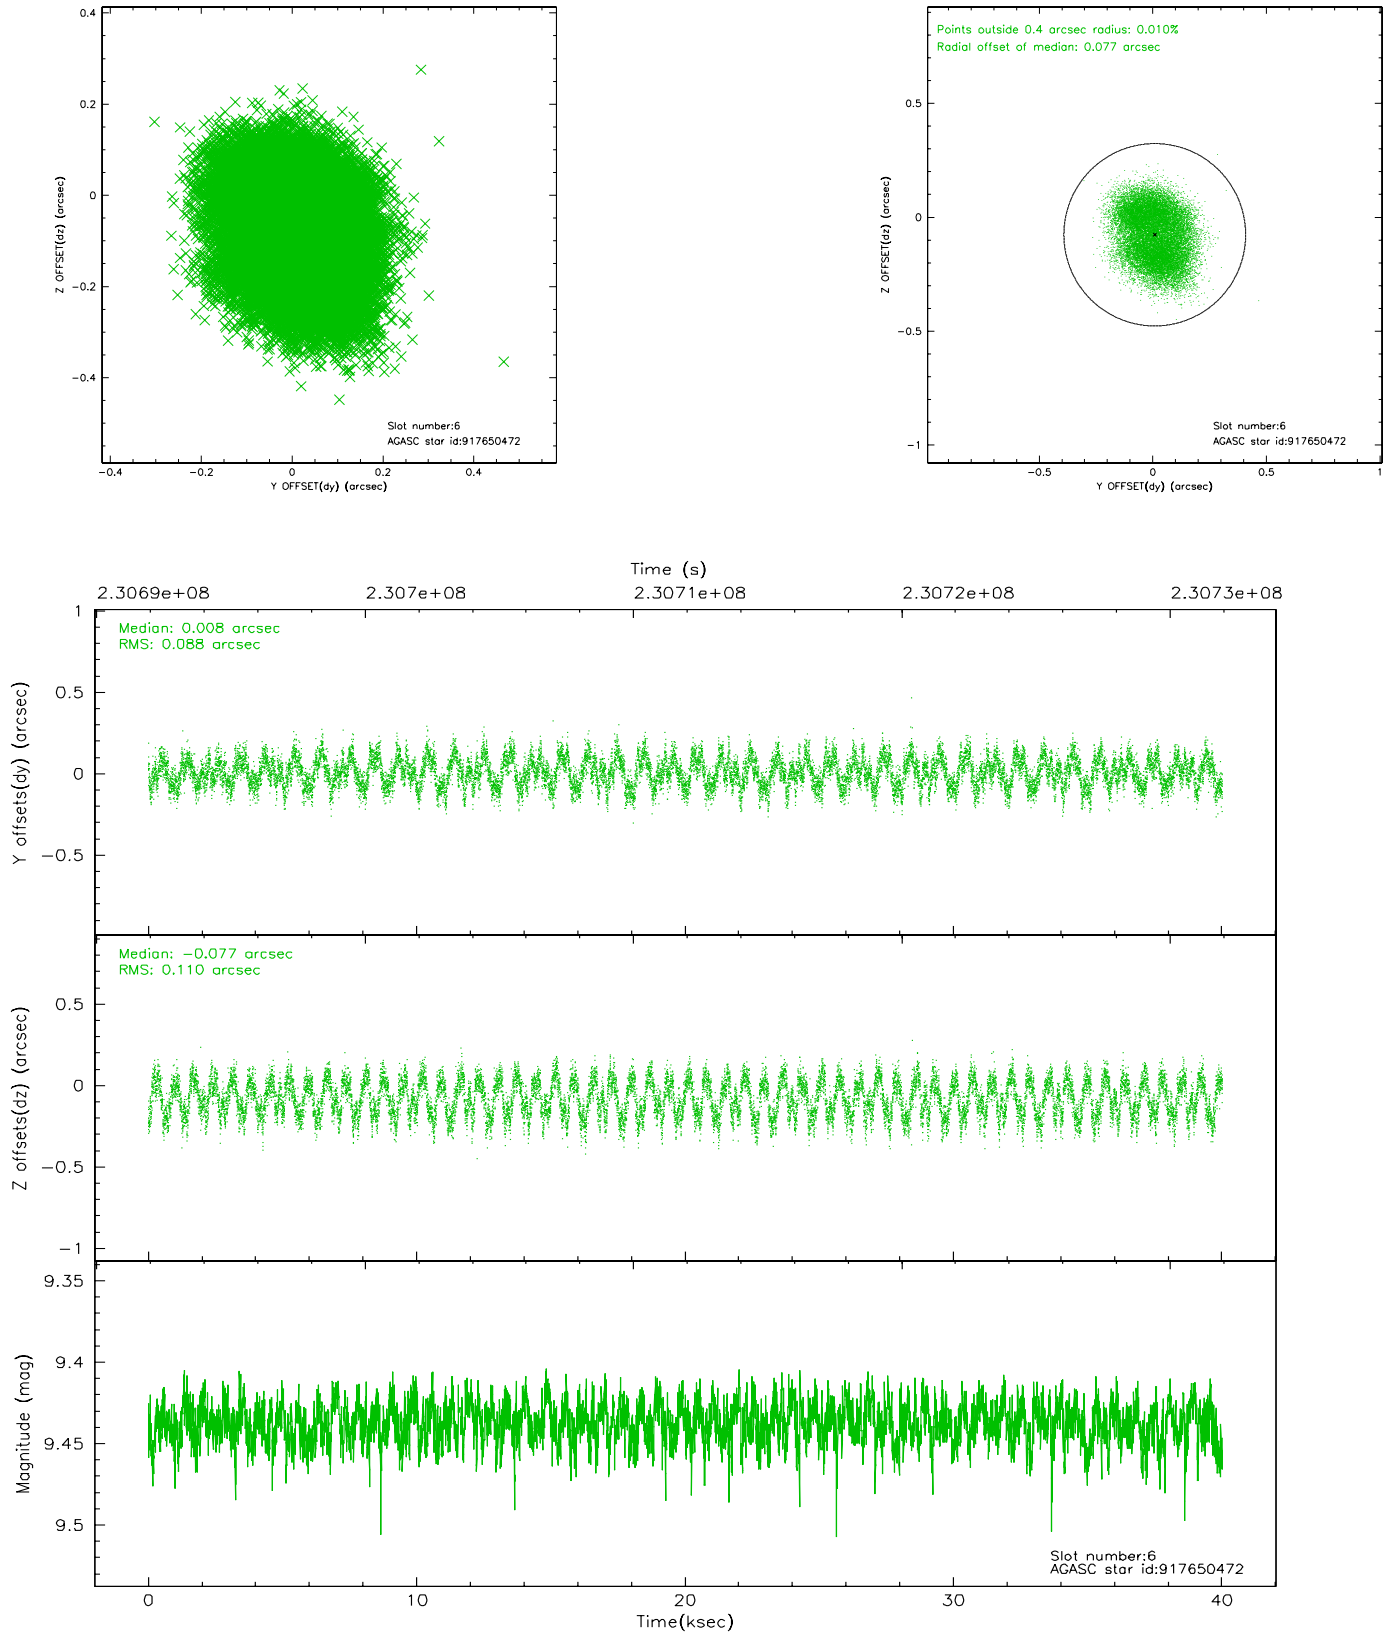 0.4
0.2
0
−0.2
−0.4
Z OFFSET(dz) (arcsec)
−0.4 −0.2 0 0.2 0.4
Y OFFSET(dy) (arcsec)
Slot number:6
AGASC star id:917650472
Points outside 0.4 arcsec radius: 0.010%
Radial offset of median: 0.077 arcsec
0.5
0
−0.5
−1
Z OFFSET(dz) (arcsec)
−0.5 0 0.5 1
Y OFFSET(dy) (arcsec)
Slot number:6
AGASC star id:917650472
Time (s)
2.3069e+08 2.307e+08 2.3071e+08 2.3072e+08 2.3073e+08
Median: 0.008 arcsec
RMS: 0.088 arcsec
1
0.5
0
−0.5
Y offsets(dy) (arcsec)
Median: −0.077 arcsec
RMS: 0.110 arcsec
0.5
0
−0.5
−1
Z offsets(dz) (arcsec)
9.35
9.4
9.45
9.5
Magnitude (mag)
Slot number:6
AGASC star id:917650472
0 10 20 30 40
Time(ksec)